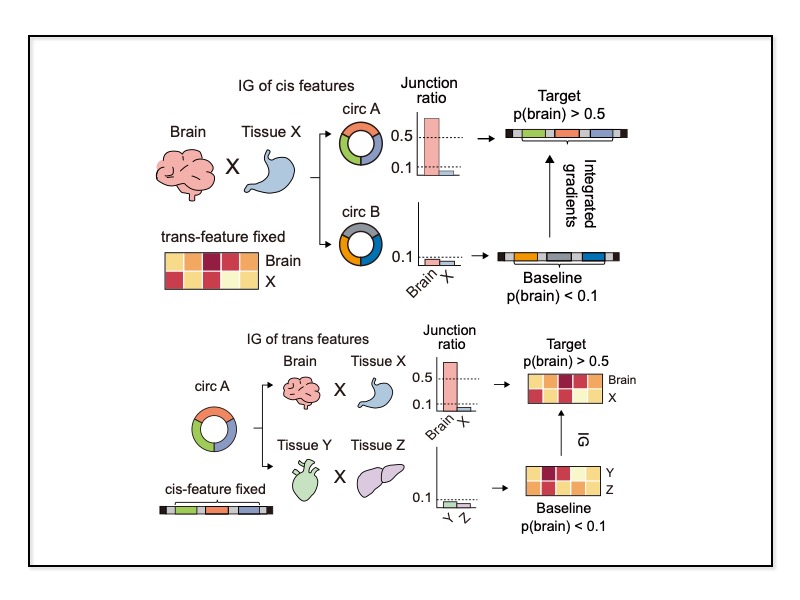 IG of cis features
Junction
ratio
Target
p(brain) > 0.5
Brain
X
Tissue X
circ A
0.5
0.1
Integrated
gradients
circ B
trans-feature fixed
Brain
X
0.1
Brain
X
Baseline
p(brain) < 0.1
IG of trans features
Junction
ratio
Target
p(brain) > 0.5
Brain
X
Tissue X
circ A
0.5
0.1
Brain
X
Brain
X
IG
Tissue Y
X
Tissue Z
cis-feature fixed
0.1
Y
Z
Y
Z
Baseline
p(brain) < 0.1